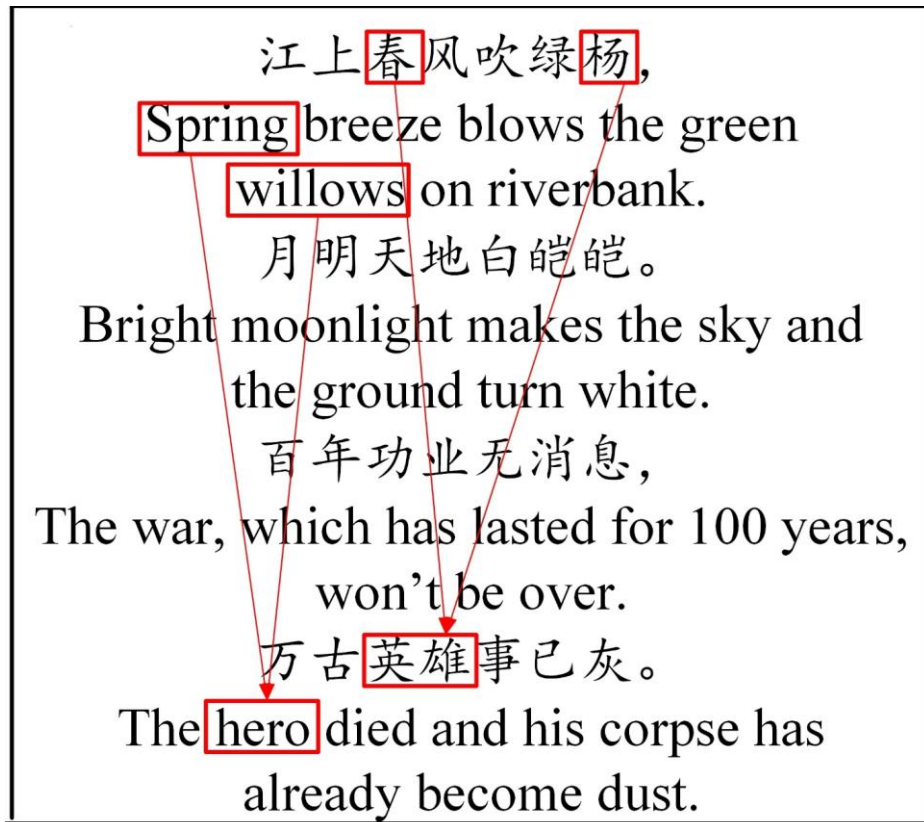 江上春风吹绿杨，
Spring breeze blows the green
willows on riverbank.
月明天地白皑皑。
Bright moonlight makes the sky and
the ground turn white.
百年功业无消息，
The war, which has lasted for 100 years,
won't be over.
万古英雄事已灰。
The hero died and his corpse has
already become dust.